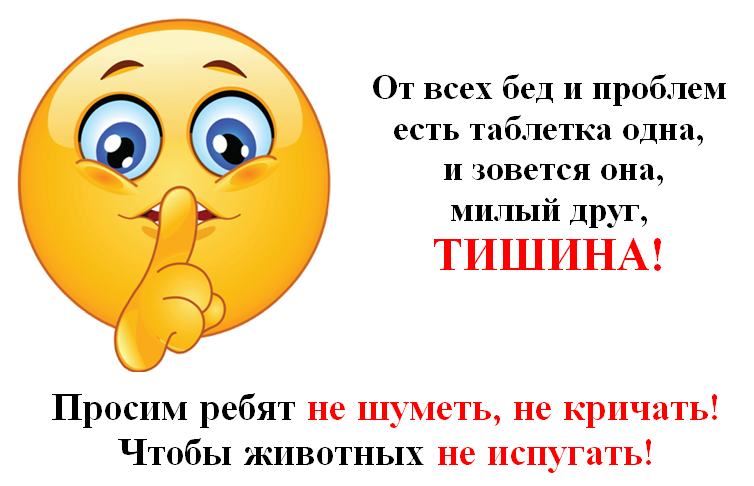 От всех бед и проблем
есть таблетка одна,
и зовется она,
милый друг,
ТИШИНА!
Просим ребят не шуметь, не кричать!
Чтобы животных не испугать!